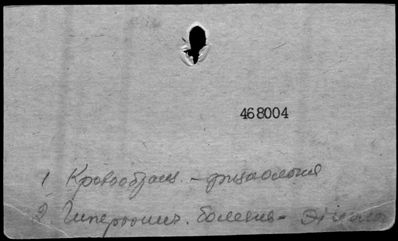 468004
1 Кровообращ. - физиология
2 Гипертонич. болезнь -